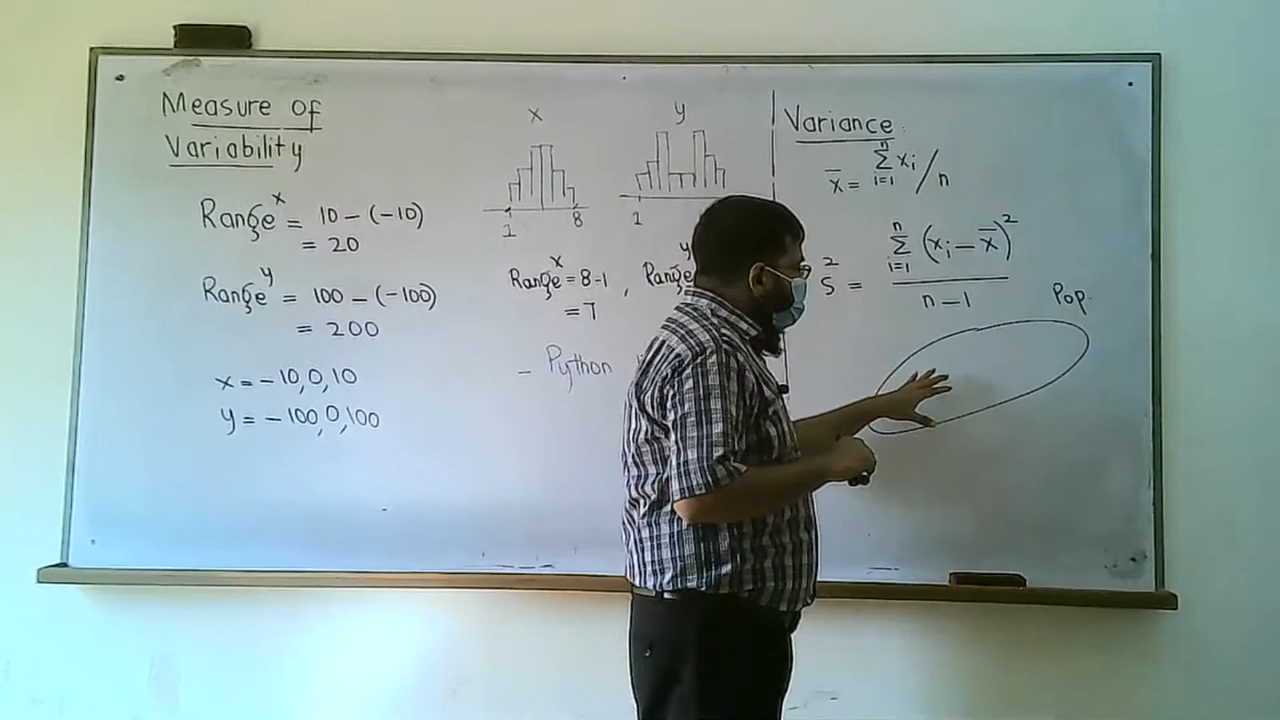 Measure of
Variability
Range^x = 10 – (–10)
= 20
Range^y = 100 – (–100)
= 200
x = –10, 0, 10
y = –100, 0, 100
x
y
1
8
1
Range^x = 8-1 , Range^y
= 7
– Python
Variance:
x̄ = Σ_{i=1}^{n} x_i / n
S² = Σ_{i=1}^{n} (x_i – x̄)² / n – 1
Pop.